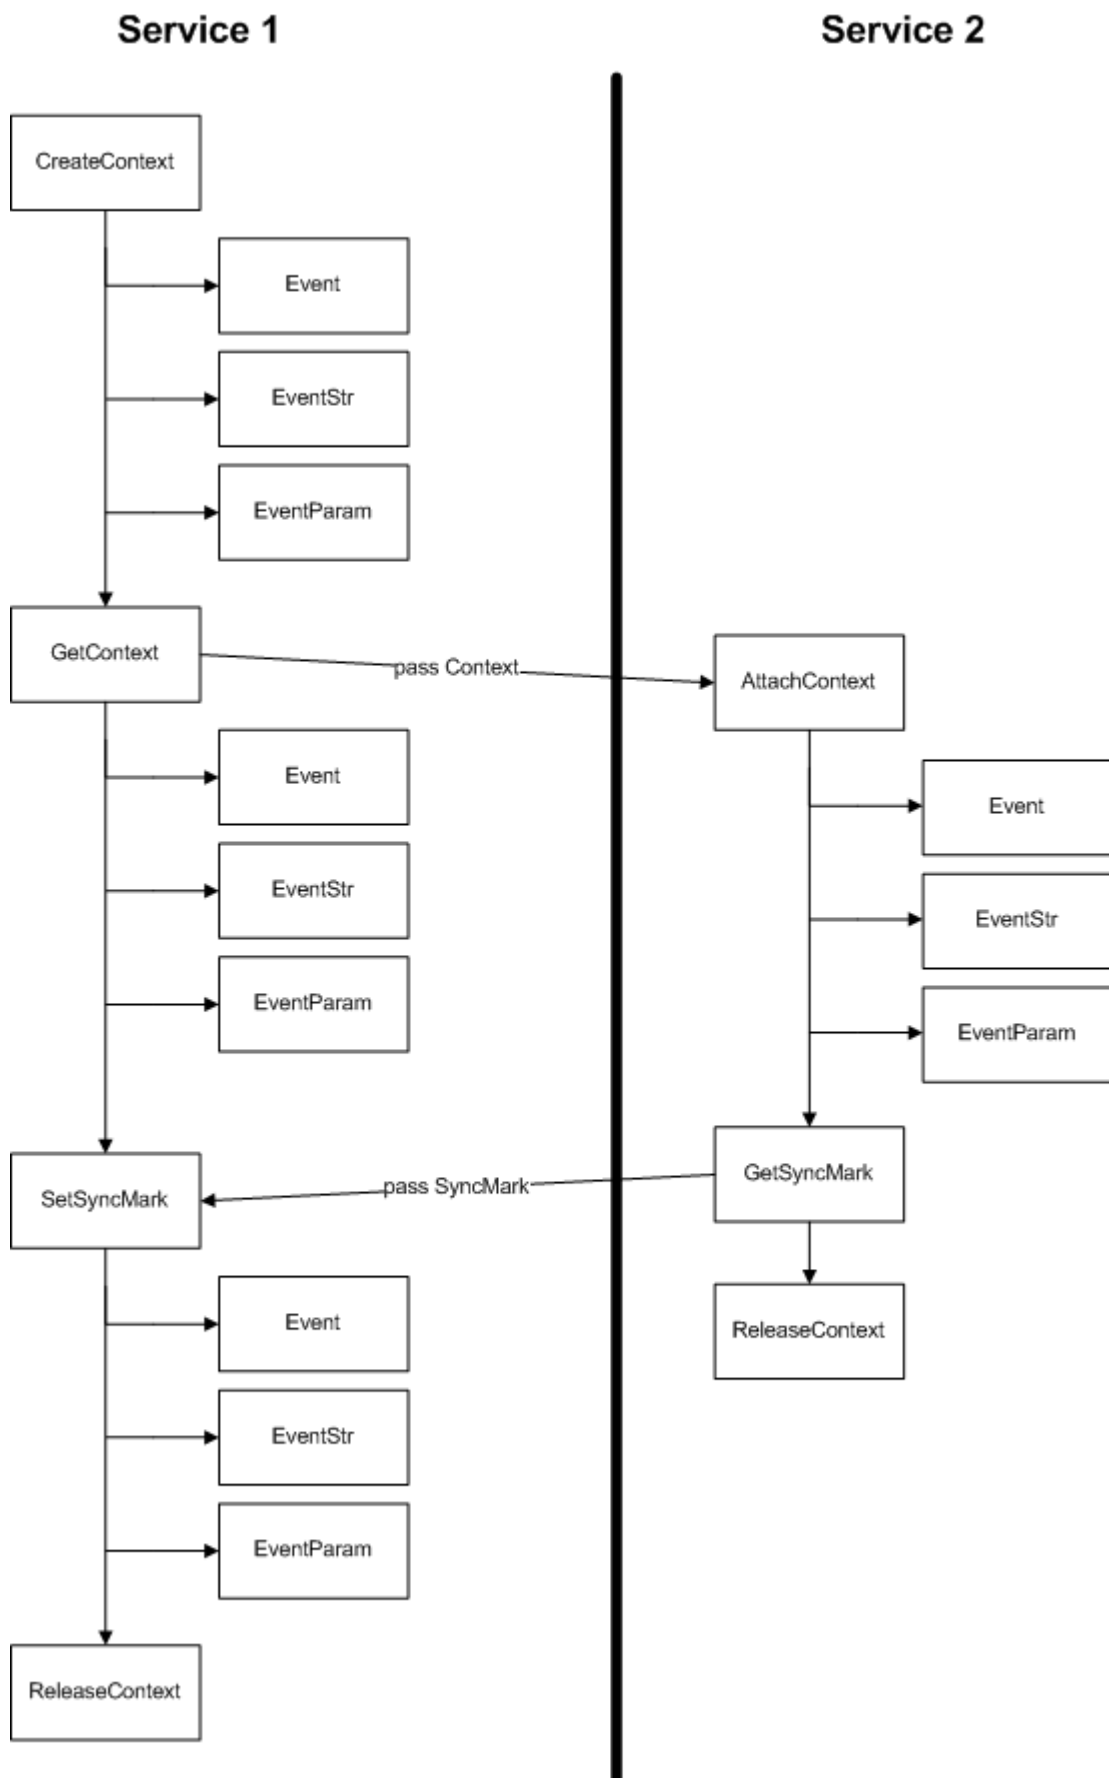 Service 1
Service 2
CreateContext
Event
EventStr
EventParam
GetContext
pass Context
AttachContext
Event
EventStr
EventParam
Event
EventStr
EventParam
SetSyncMark
pass SyncMark
GetSyncMark
ReleaseContext
Event
EventStr
EventParam
ReleaseContext